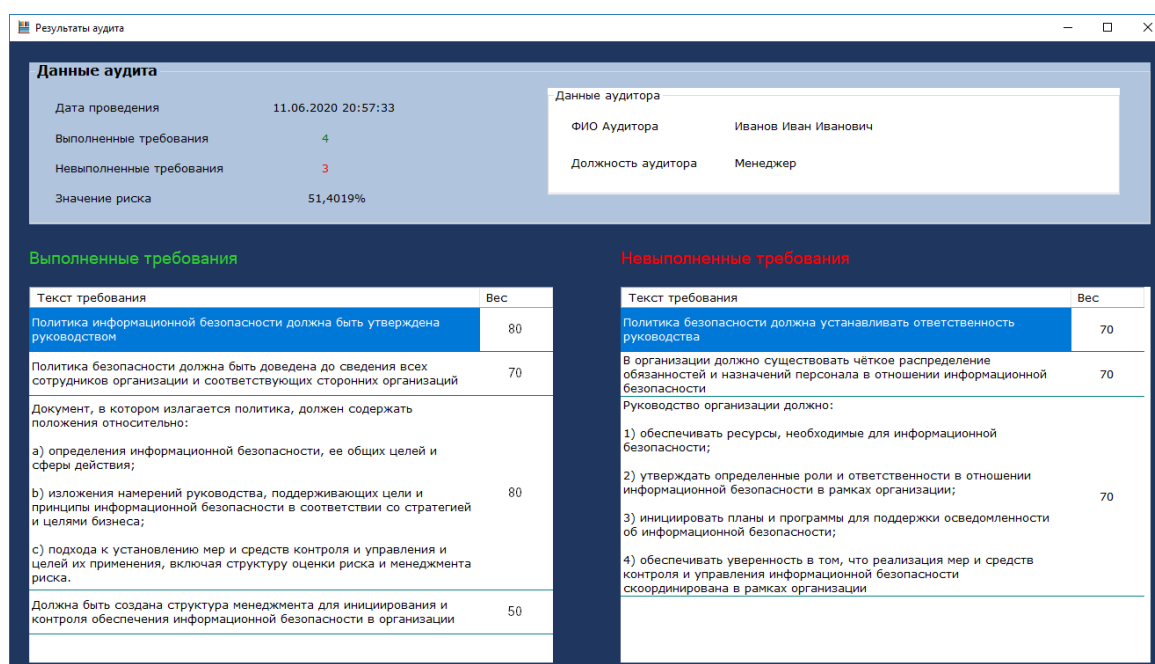 Результаты аудита
Данные аудита
Дата проведения 11.06.2020 20:57:33
Выполненные требования 4
Невыполненные требования 3
Значение риска 51,4019%
Данные аудитора
ФИО Аудитора Иванов Иван Иванович
Должность аудитора Менеджер
Выполненные требования
Текст требования Вес
Политика информационной безопасности должна быть утверждена
руководством
80
Политика безопасности должна быть доведена до сведения всех
сотрудников организации и соответствующих сторонних организаций
70
Документ, в котором излагается политика, должен содержать
положения относительно:
а) определения информационной безопасности, ее общих целей и
сферы действия;
b) изложения намерений руководства, поддерживающих цели и
принципы информационной безопасности в соответствии со стратегией
и целями бизнеса;
с) подхода к установлению мер и средств контроля и управления и
целей их применения, включая структуру оценки риска и менеджмента
риска.
80
Должна быть создана структура менеджмента для инициирования и
контроля обеспечения информационной безопасности в организации
50
Невыполненные требования
Текст требования Вес
Политика безопасности должна устанавливать ответственность
руководства
70
В организации должно существовать чёткое распределение
обязанностей и назначений персонала в отношении информационной
безопасности
70
Руководство организации должно:
1) обеспечивать ресурсы, необходимые для информационной
безопасности;
2) утверждать определенные роли и ответственности в отношении
информационной безопасности в рамках организации;
3) инициировать планы и программы для поддержки осведомленности
об информационной безопасности;
4) обеспечивать уверенность в том, что реализация мер и средств
контроля и управления информационной безопасности
скоординирована в рамках организации
70